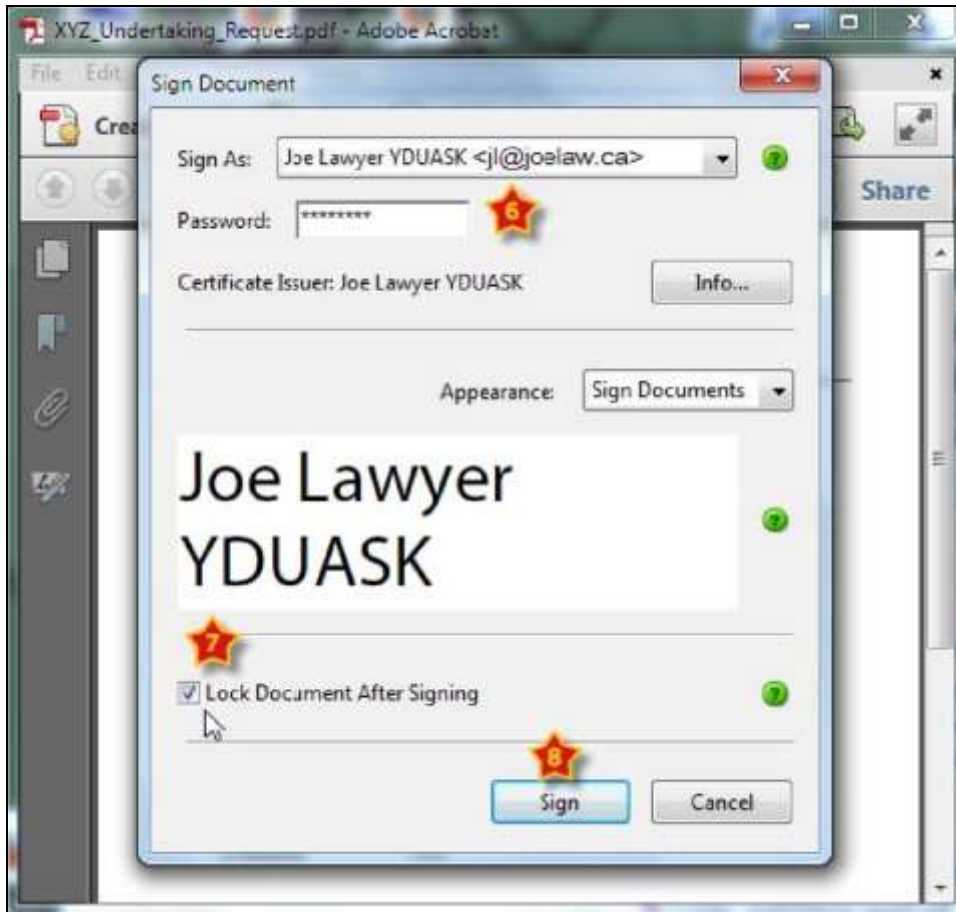 XYZ_Undertaking_Request.pdf - Adobe Acrobat
File Edit
Sign Document
Crea
Sign As: Joe Lawyer YDUASK <jl@joelaw.ca>
Share
6
Password: ********
Certificate Issuer: Joe Lawyer YDUASK Info...
Appearance: Sign Documents
Joe Lawyer
YDUASK
7
Lock Document After Signing
8
Sign Cancel